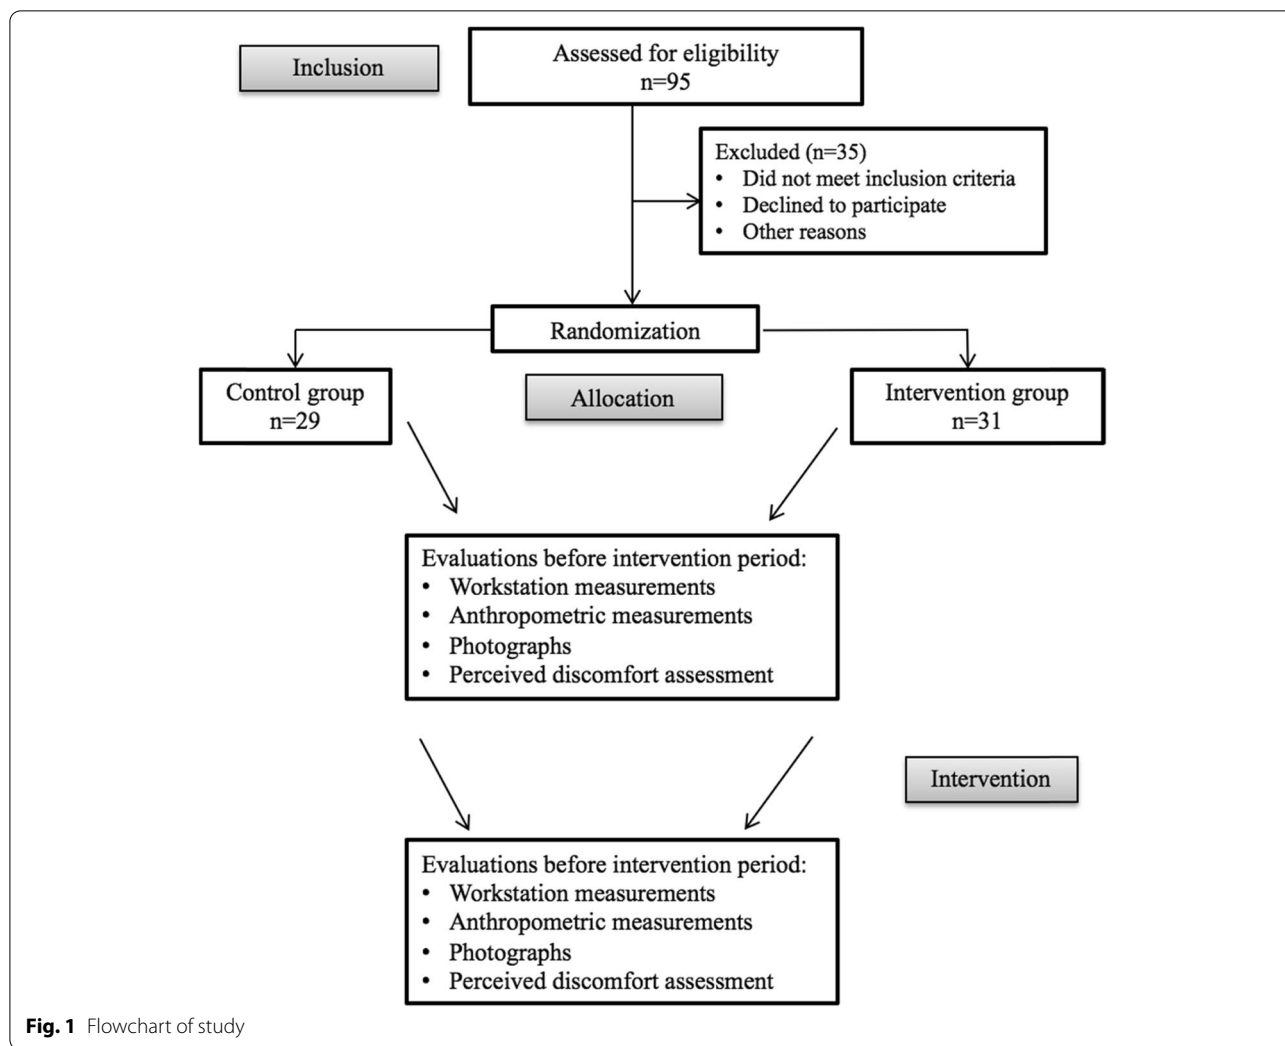 Inclusion
Assessed for eligibility
n=95
Excluded (n=35)
• Did not meet inclusion criteria
• Declined to participate
• Other reasons
Randomization
Control group
n=29
Allocation
Intervention group
n=31
Evaluations before intervention period:
• Workstation measurements
• Anthropometric measurements
• Photographs
• Perceived discomfort assessment
Intervention
Evaluations before intervention period:
• Workstation measurements
• Anthropometric measurements
• Photographs
• Perceived discomfort assessment
Fig. 1 Flowchart of study